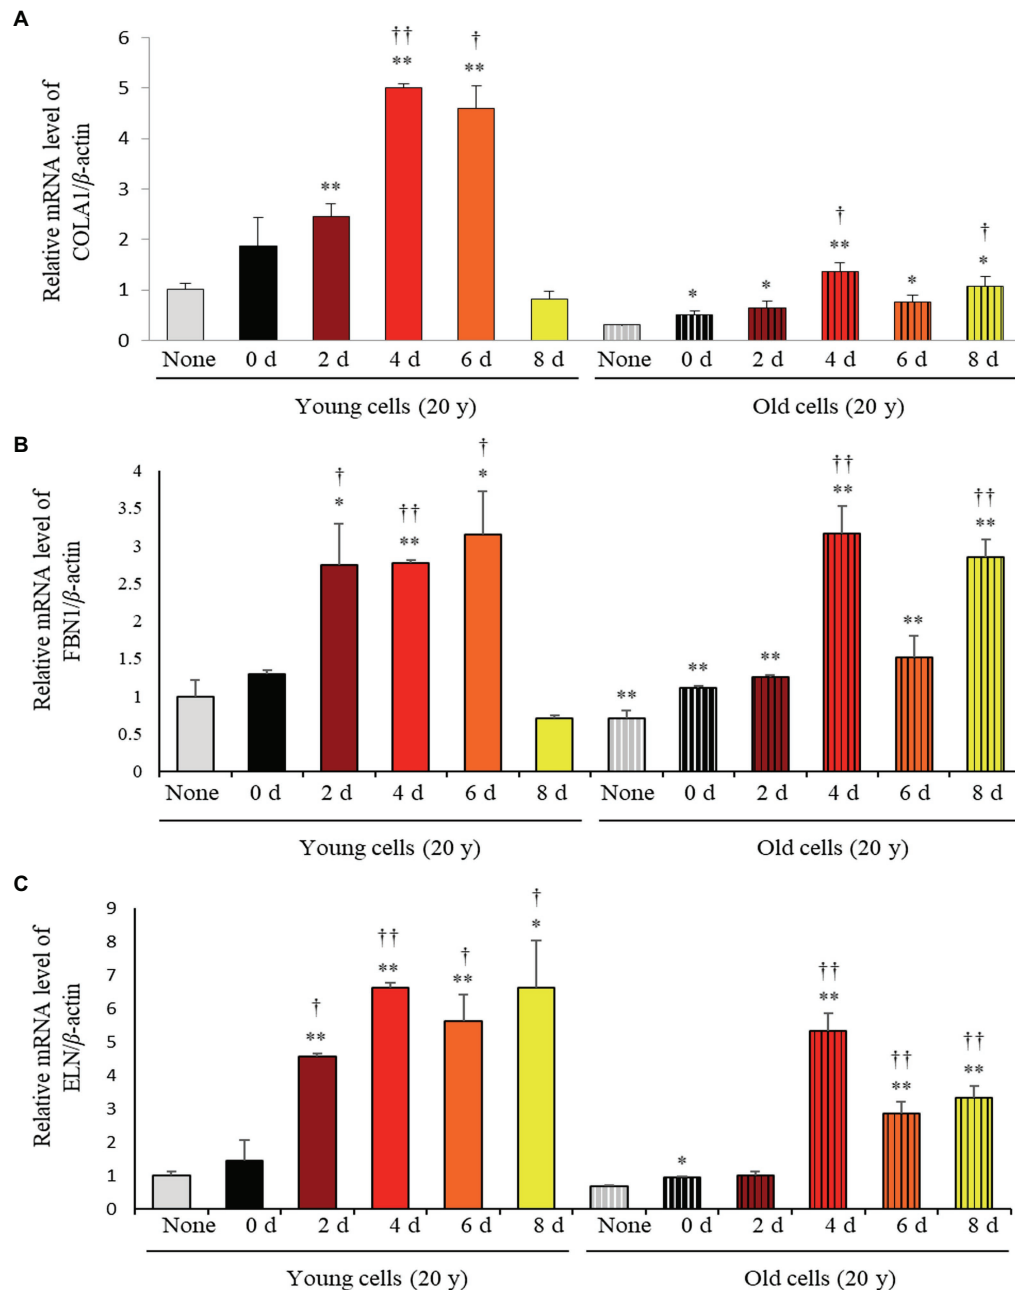 A
Relative mRNA level of
COLA1/β-actin
6
5
4
3
2
1
0
†† † † †
** ** ** * * ** * *
None 0 d 2 d 4 d 6 d 8 d None 0 d 2 d 4 d 6 d 8 d
Young cells (20 y) Old cells (20 y)
B
Relative mRNA level of
FBN1/β-actin
4
3.5
3
2.5
2
1.5
1
0.5
0
† †† † †† ††
* ** * ** ** ** ** ** **
None 0 d 2 d 4 d 6 d 8 d None 0 d 2 d 4 d 6 d 8 d
Young cells (20 y) Old cells (20 y)
C
Relative mRNA level of
ELN/β-actin
9
8
7
6
5
4
3
2
1
0
† †† † † †† †† ††
** ** ** * * ** ** **
None 0 d 2 d 4 d 6 d 8 d None 0 d 2 d 4 d 6 d 8 d
Young cells (20 y) Old cells (20 y)